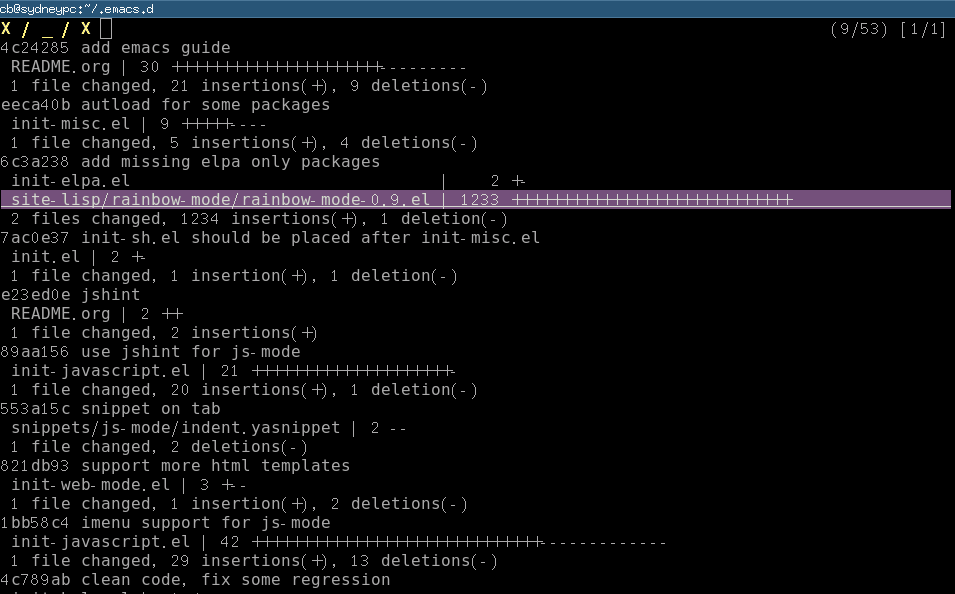 cb@sydneypc:~/.emacs.d
X / _ / X (9/53) [1/1]
4c24285 add emacs guide
README.org | 30 +++++++++++++++++++++---------
1 file changed, 21 insertions(+), 9 deletions(-)
eeca40b autload for some packages
init-misc.el | 9 +++++----
1 file changed, 5 insertions(+), 4 deletions(-)
6c3a238 add missing elpa only packages
init-elpa.el | 2 +-
site-lisp/rainbow-mode/rainbow-mode-0.9.el | 1233 ++++++++++++++++++++++++++++
2 files changed, 1234 insertions(+), 1 deletion(-)
7ac0e37 init-sh.el should be placed after init-misc.el
init.el | 2 +-
1 file changed, 1 insertion(+), 1 deletion(-)
e23ed0e jshint
README.org | 2 ++
1 file changed, 2 insertions(+)
89aa156 use jshint for js-mode
init-javascript.el | 21 ++++++++++++++++++++-
1 file changed, 20 insertions(+), 1 deletion(-)
553a15c snippet on tab
snippets/js-mode/indent.yasnippet | 2 --
1 file changed, 2 deletions(-)
821db93 support more html templates
init-web-mode.el | 3 +--
1 file changed, 1 insertion(+), 2 deletions(-)
1bb58c4 imenu support for js-mode
init-javascript.el | 42 +++++++++++++++++++++++++++++-------------
1 file changed, 29 insertions(+), 13 deletions(-)
4c789ab clean code, fix some regression